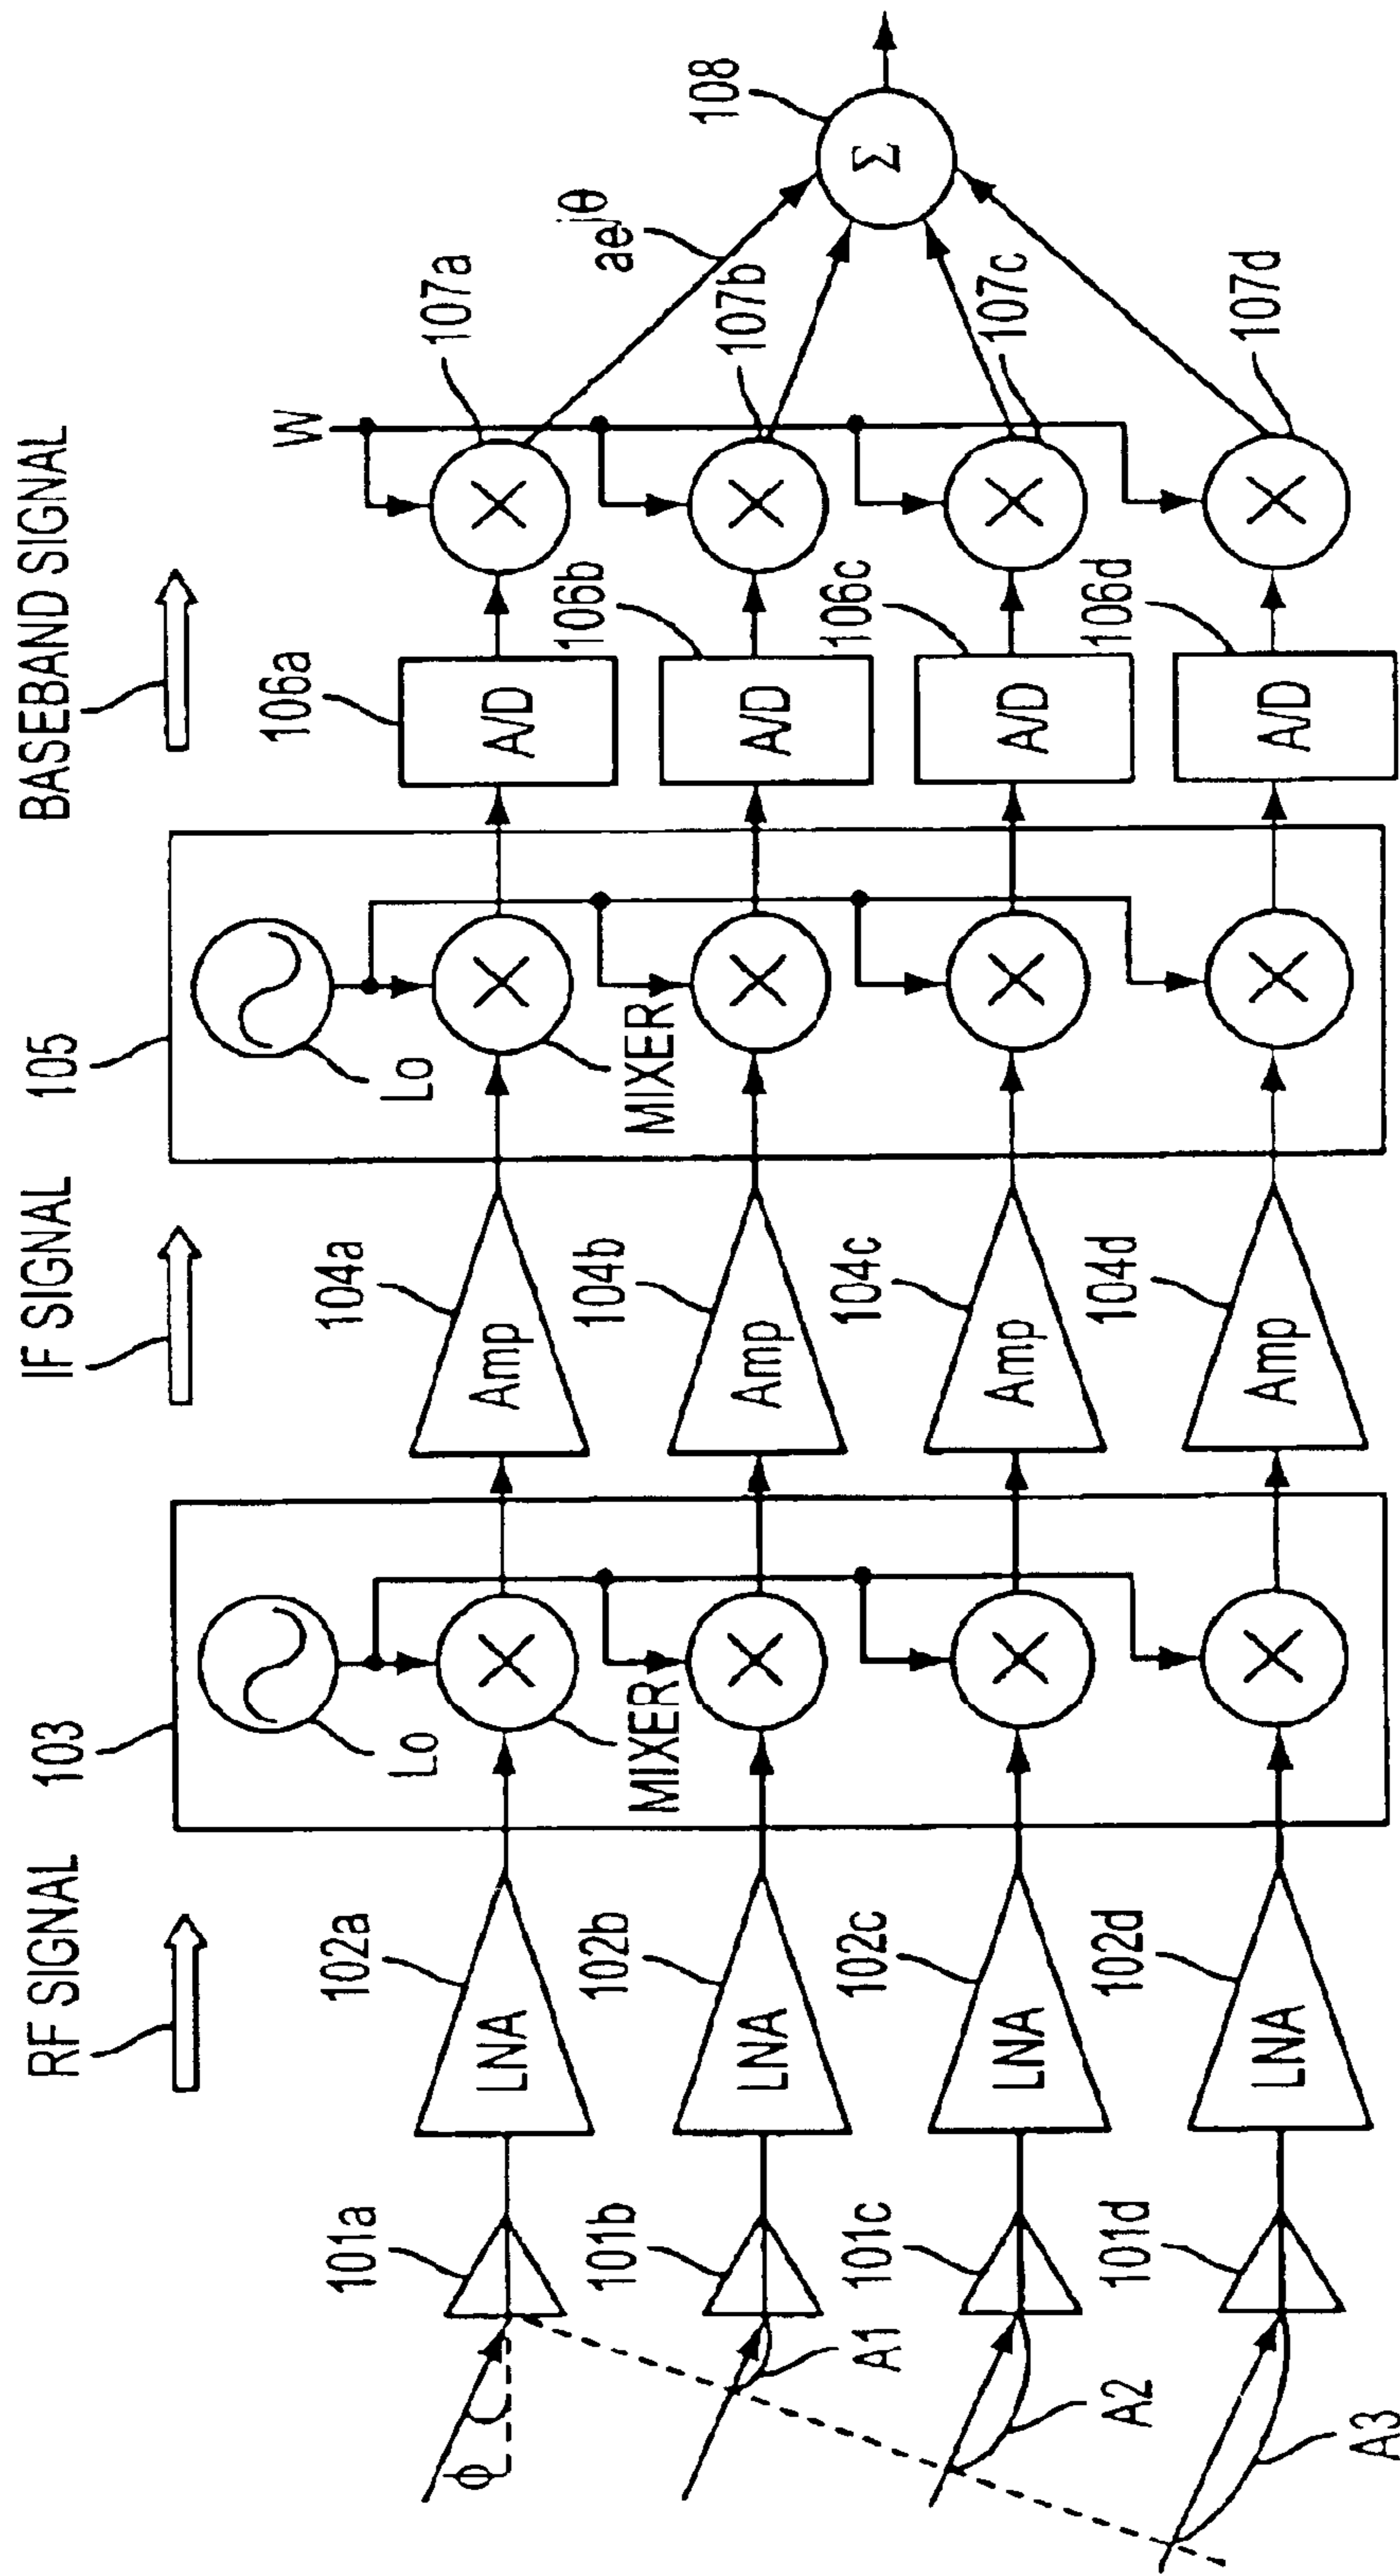 RF SIGNAL
103
IF SIGNAL
105
BASEBAND SIGNAL
Lo
Lo
W
101a
102a
104a
106a
107a
ϕ
LNA
MIXER
Amp
MIXER
A/D
ae^jθ
108
101b
102b
104b
106b
107b
A1
LNA
Amp
A/D
Σ
101c
102c
104c
106c
107c
A2
LNA
Amp
A/D
101d
102d
104d
106d
107d
A3
LNA
Amp
A/D